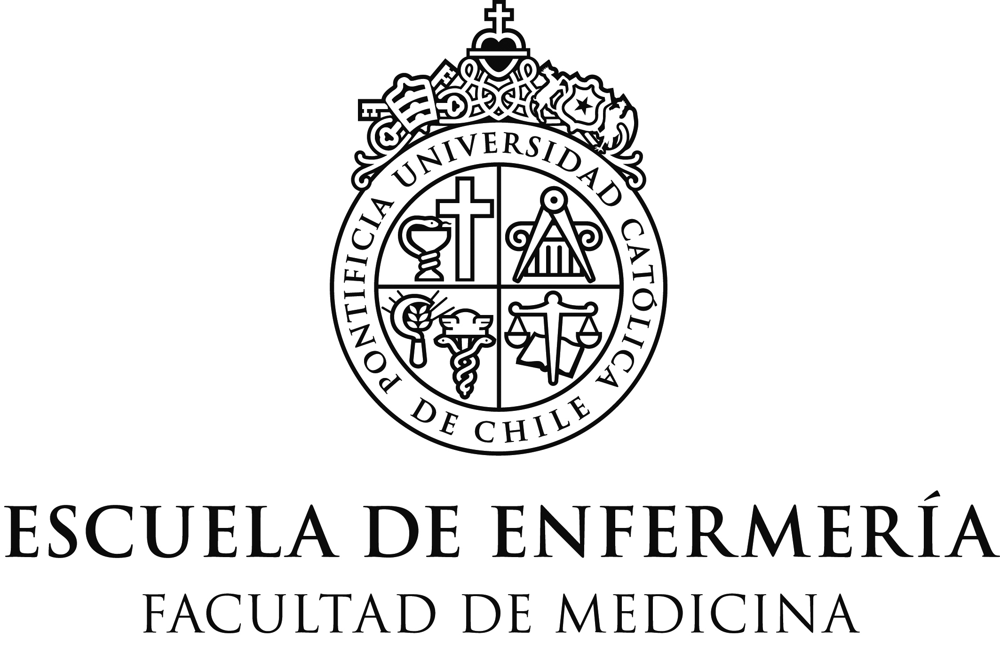 PONTIFICIA UNIVERSIDAD CATÓLICA DE CHILE
ESCUELA DE ENFERMERÍA
FACULTAD DE MEDICINA